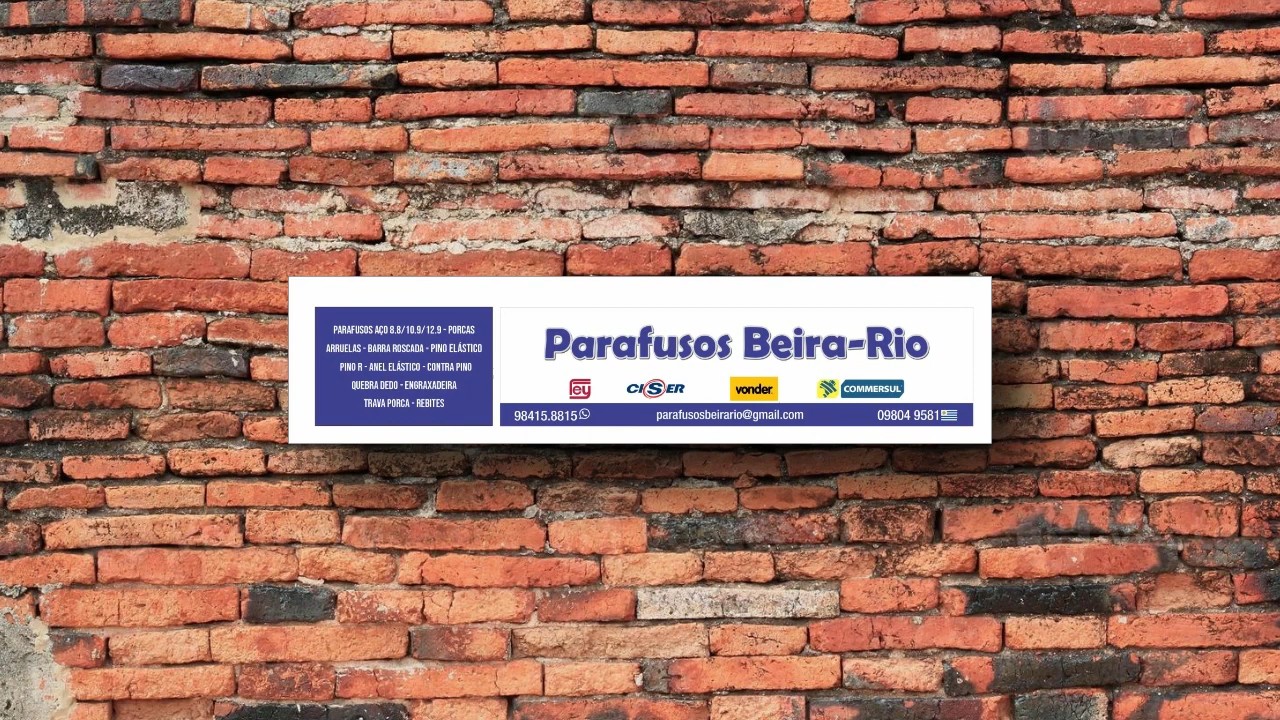 PARAFUSOS AÇO 8.8/10.9/12.9 - PORCAS
ARRUELAS - BARRA ROSCADA - PINO ELÁSTICO
PINO R - ANEL ELÁSTICO - CONTRA PINO
QUEBRA DEDO - ENGRAXADEIRA
TRAVA PORCA - REBITES
Parafusos Beira-Rio
ey CISER vonder COMMERSUL
98415.8815 parafusosbeirario@gmail.com 09804 9581